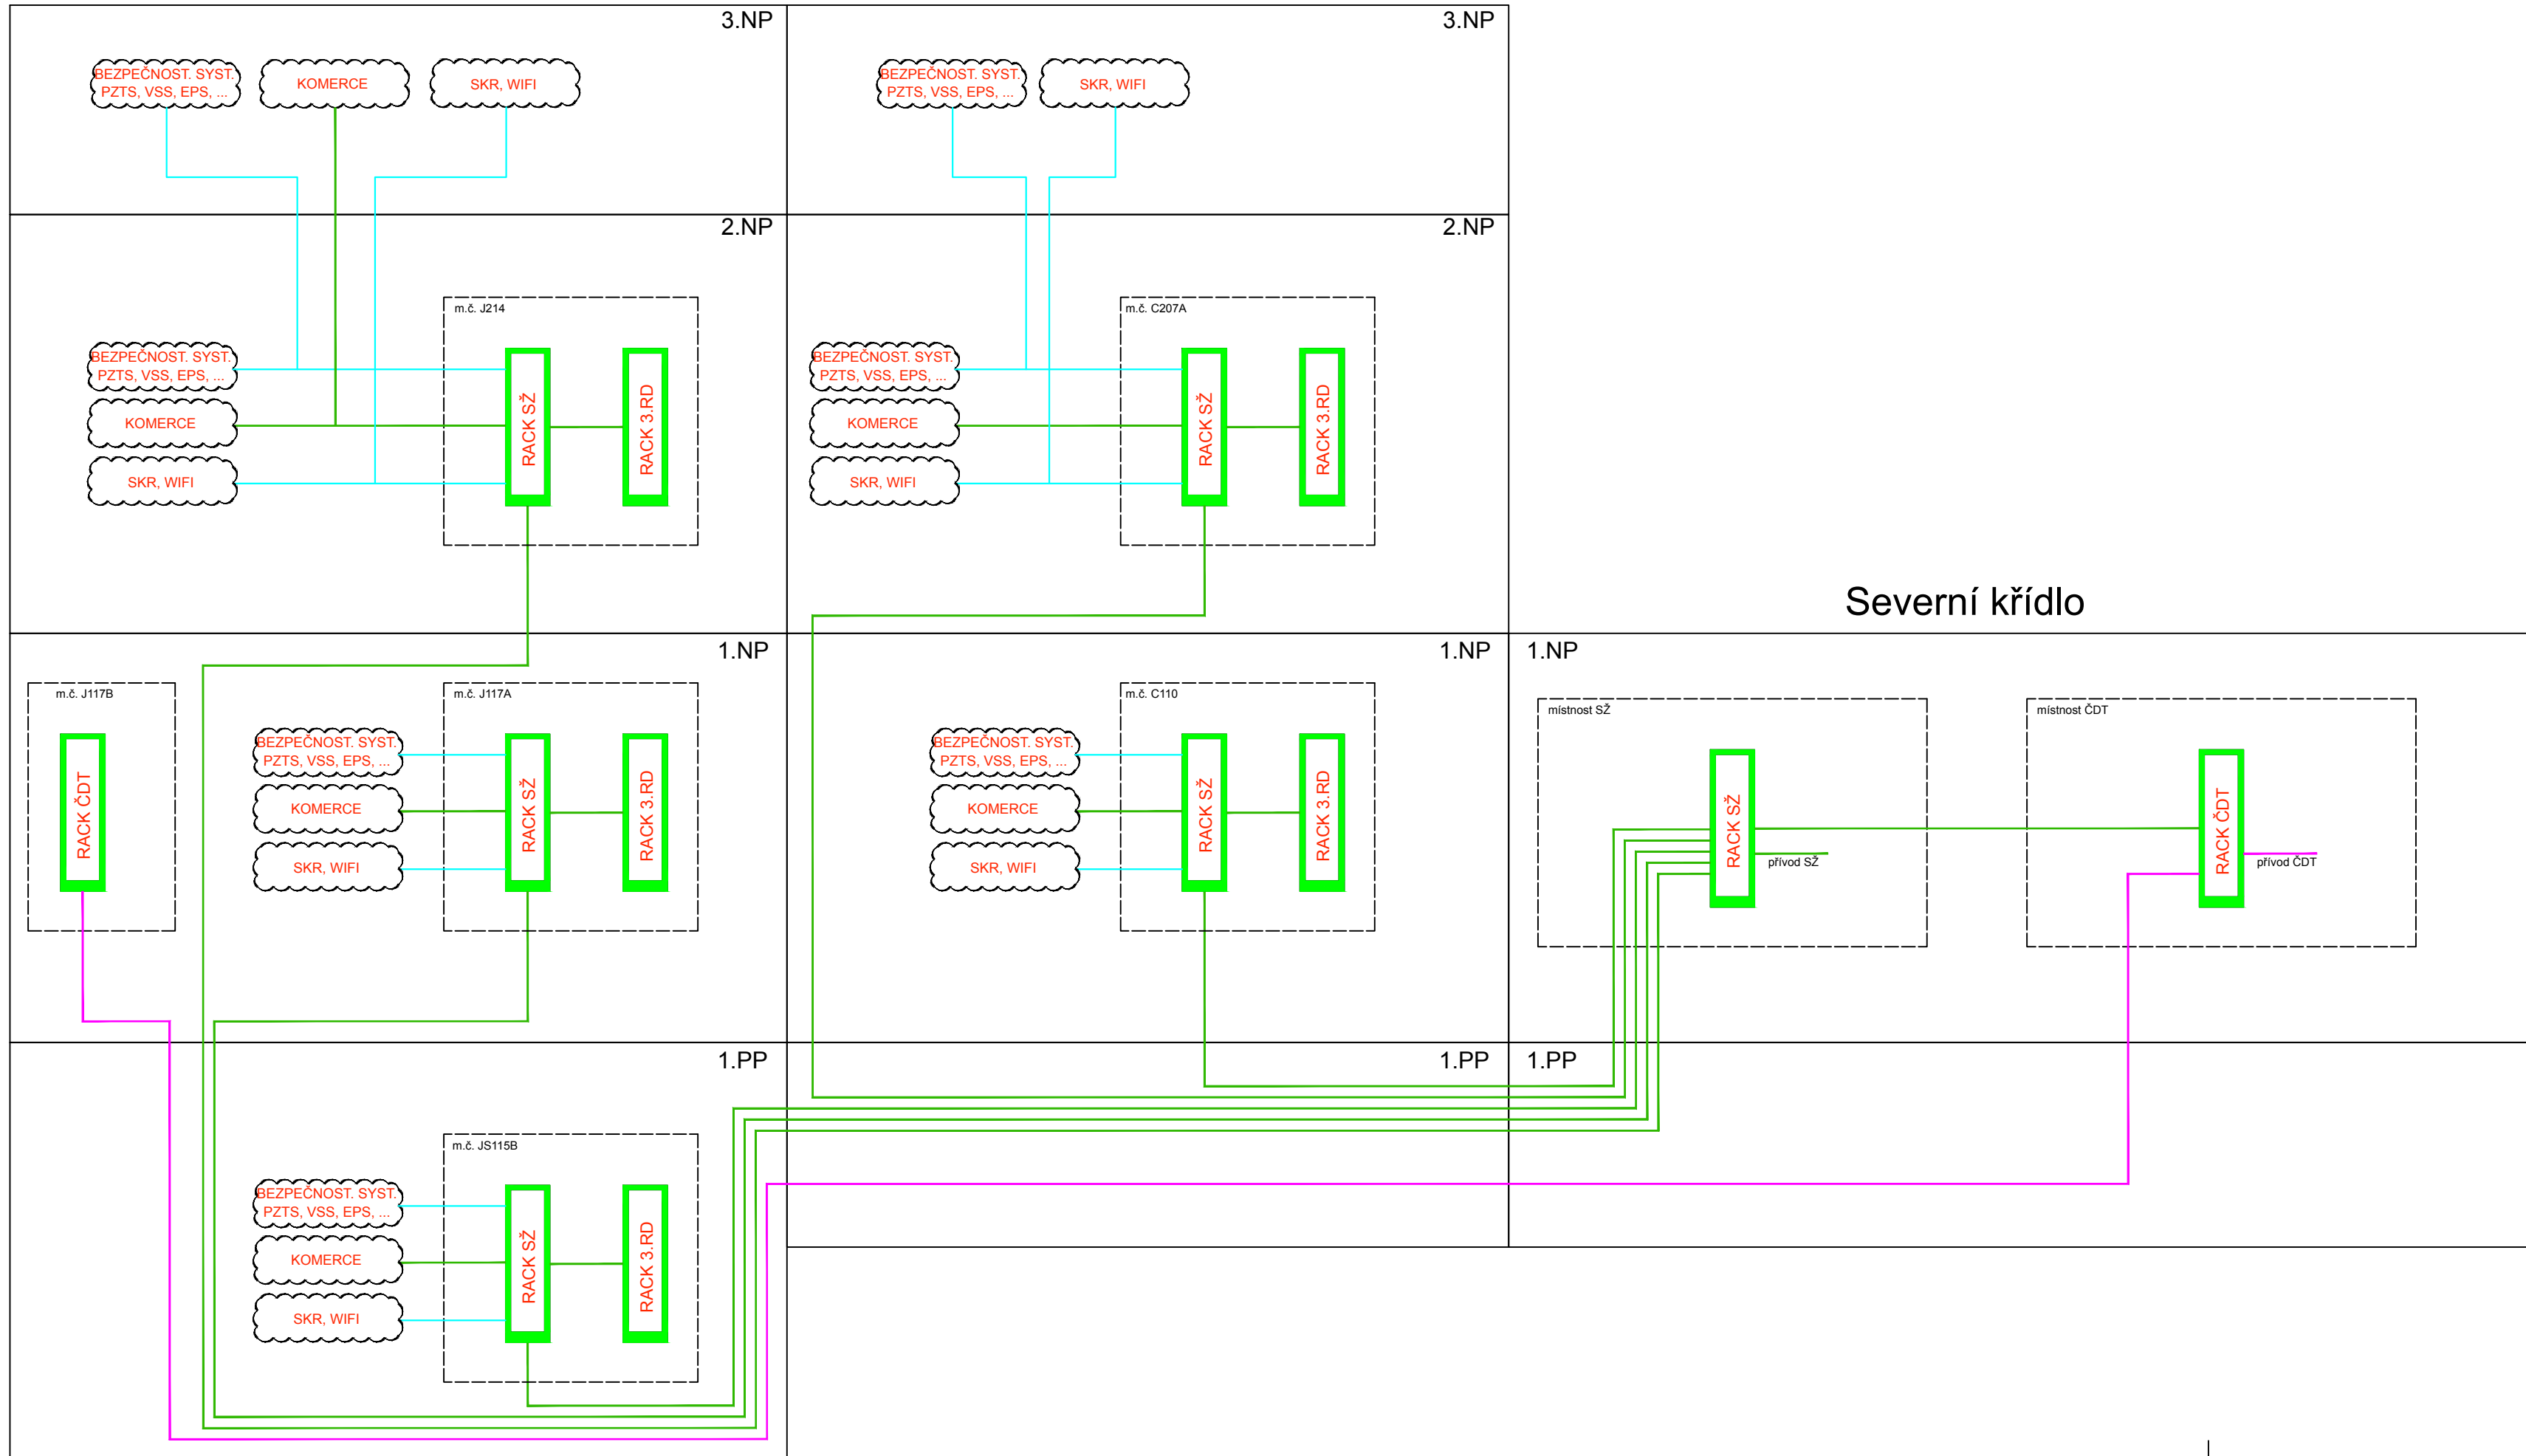 3.NP
BEZPEČNOST. SYST.
PZTS, VSS, EPS, ...
KOMERCE
SKR, WIFI
3.NP
BEZPEČNOST. SYST.
PZTS, VSS, EPS, ...
SKR, WIFI
2.NP
m.č. J214
BEZPEČNOST. SYST.
PZTS, VSS, EPS, ...
KOMERCE
SKR, WIFI
RACK SŽ
RACK 3.RD
2.NP
m.č. C207A
BEZPEČNOST. SYST.
PZTS, VSS, EPS, ...
KOMERCE
SKR, WIFI
RACK SŽ
RACK 3.RD
Severní křídlo
1.NP
m.č. J117B
RACK ČDT
m.č. J117A
BEZPEČNOST. SYST.
PZTS, VSS, EPS, ...
KOMERCE
SKR, WIFI
RACK SŽ
RACK 3.RD
1.NP
m.č. C110
BEZPEČNOST. SYST.
PZTS, VSS, EPS, ...
KOMERCE
SKR, WIFI
RACK SŽ
RACK 3.RD
1.NP
místnost SŽ
RACK SŽ
přívod SŽ
místnost ČDT
RACK ČDT
přívod ČDT
1.PP
m.č. JS115B
BEZPEČNOST. SYST.
PZTS, VSS, EPS, ...
KOMERCE
SKR, WIFI
RACK SŽ
RACK 3.RD
1.PP
1.PP